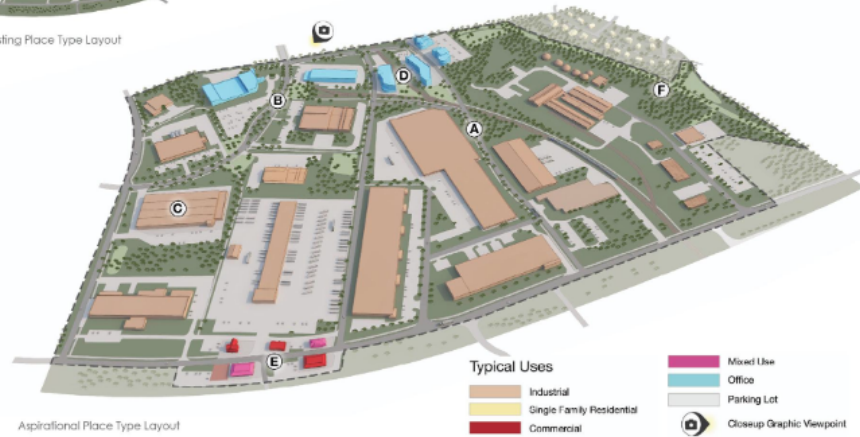 sting Place Type Layout
D
B
F
A
C
E
Typical Uses
Industrial
Single Family Residential
Commercial
Mixed Use
Office
Parking Lot
Closeup Graphic Viewpoint
Aspirational Place Type Layout